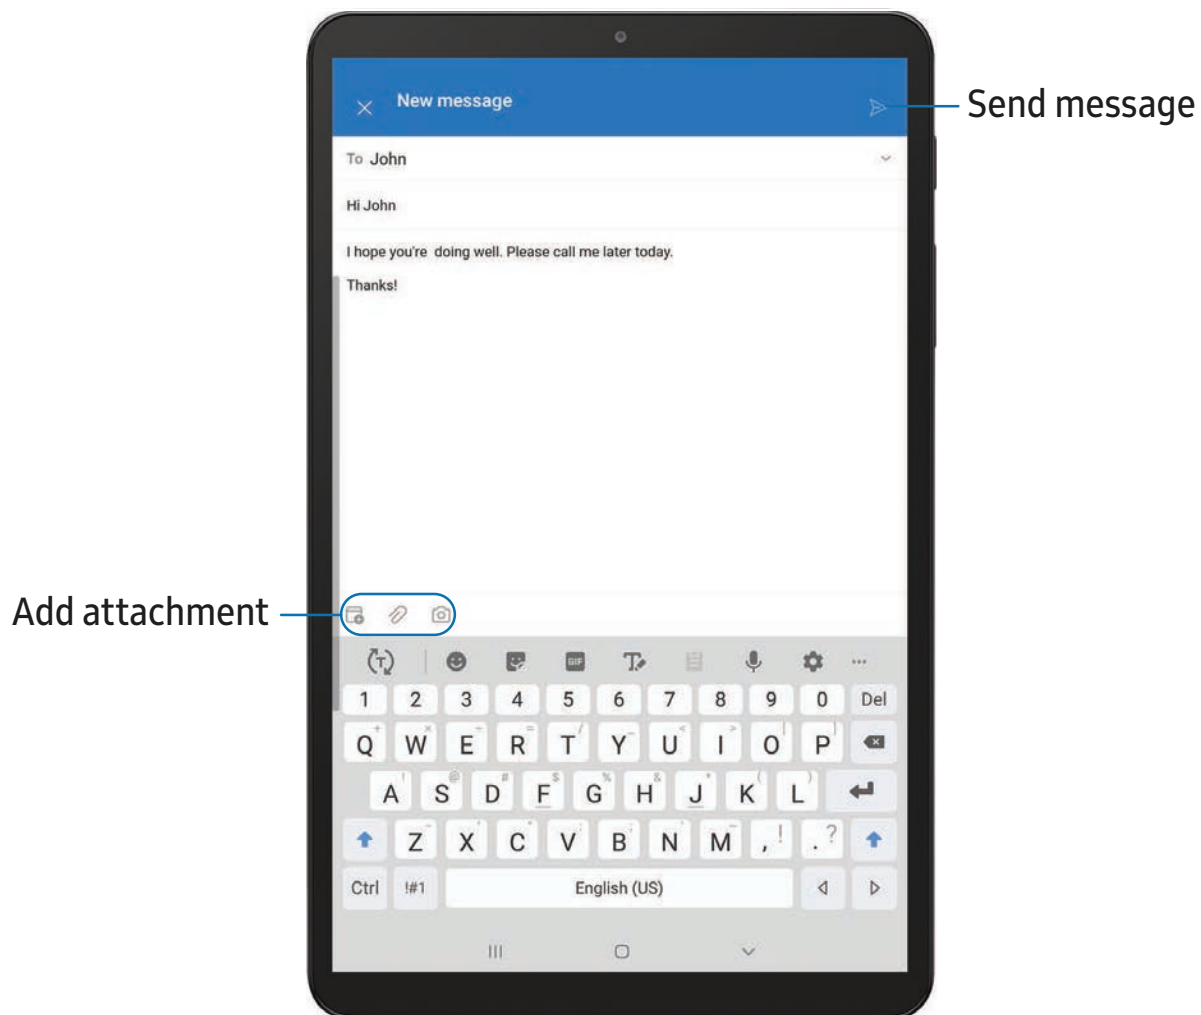 New message
Send message
To John
Hi John
I hope you're  doing well. Please call me later today.
Thanks!
Add attachment
T GIF T
1 2 3 4 5 6 7 8 9 0 Del
Q W E R T Y U I O P
A S D F G H J K L
Z X C V B N M , ! . ?
Ctrl !#1 English (US)